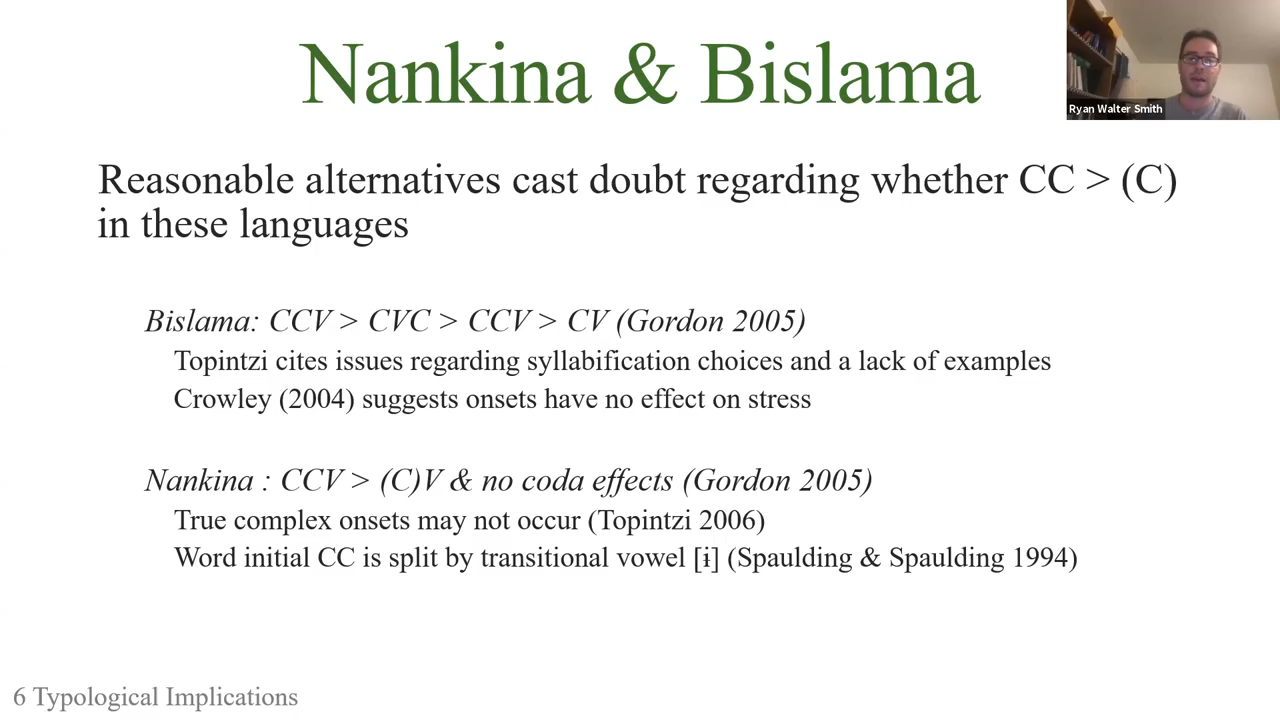 Nankina & Bislama
Ryan Walter Smith
Reasonable alternatives cast doubt regarding whether CC > (C)
in these languages
Bislama: CCV > CVC > CCV > CV (Gordon 2005)
Topintzi cites issues regarding syllabification choices and a lack of examples
Crowley (2004) suggests onsets have no effect on stress
Nankina : CCV > (C)V & no coda effects (Gordon 2005)
True complex onsets may not occur (Topintzi 2006)
Word initial CC is split by transitional vowel [ɨ] (Spaulding & Spaulding 1994)
6 Typological Implications